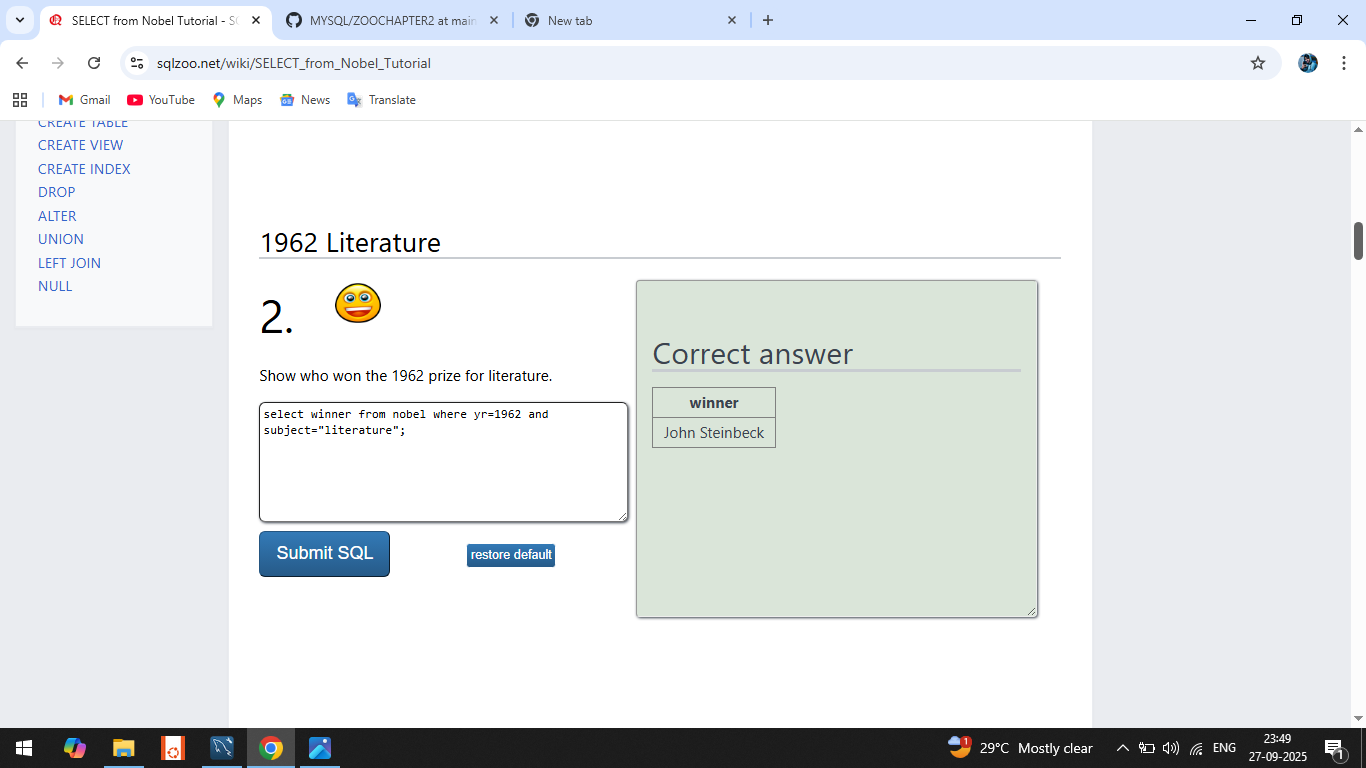 SELECT from Nobel Tutorial - S
MYSQL/ZOOCHAPTER2 at main
New tab
sqlzoo.net/wiki/SELECT_from_Nobel_Tutorial
Gmail
YouTube
Maps
News
Translate
CREATE TABLE
CREATE VIEW
CREATE INDEX
DROP
ALTER
UNION
LEFT JOIN
NULL
1962 Literature
2.
Show who won the 1962 prize for literature.
select winner from nobel where yr=1962 and
subject="literature";
Submit SQL
restore default
Correct answer
winner
John Steinbeck
1
29°C Mostly clear
ENG
23:49
27-09-2025
1